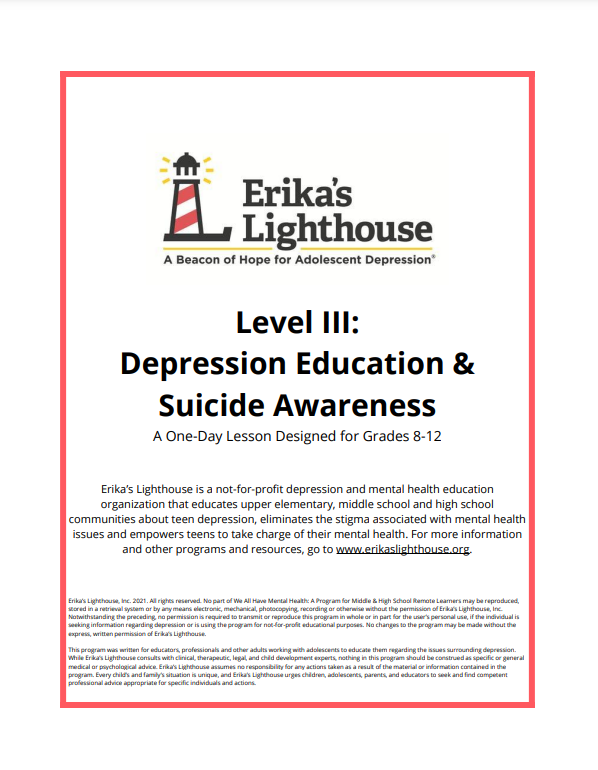 Erika's
Lighthouse
A Beacon of Hope for Adolescent Depression®
Level III:
Depression Education &
Suicide Awareness
A One-Day Lesson Designed for Grades 8-12
Erika's Lighthouse is a not-for-profit depression and mental health education
organization that educates upper elementary, middle school and high school
communities about teen depression, eliminates the stigma associated with mental health
issues and empowers teens to take charge of their mental health. For more information
and other programs and resources, go to www.erikaslighthouse.org.
Erika's Lighthouse, Inc. 2021. All rights reserved. No part of We All Have Mental Health: A Program for Middle & High School Remote Learners may be reproduced,
stored in a retrieval system or by any means electronic, mechanical, photocopying, recording or otherwise without the permission of Erika's Lighthouse, Inc.
Notwithstanding the preceding, no permission is required to transmit or reproduce this program in whole or in part for the user's personal use, if the individual is
seeking information regarding depression or is using the program for not-for-profit educational purposes. No changes to the program may be made without the
express, written permission of Erika's Lighthouse.
This program was written for educators, professionals and other adults working with adolescents to educate them regarding the issues surrounding depression.
While Erika's Lighthouse consults with clinical, therapeutic, legal, and child development experts, nothing in this program should be construed as specific or general
medical or psychological advice. Erika's Lighthouse assumes no responsibility for any actions taken as a result of the material or information contained in the
program. Every child's and family's situation is unique, and Erika's Lighthouse urges children, adolescents, parents, and educators to seek and find competent
professional advice appropriate for specific individuals and actions.